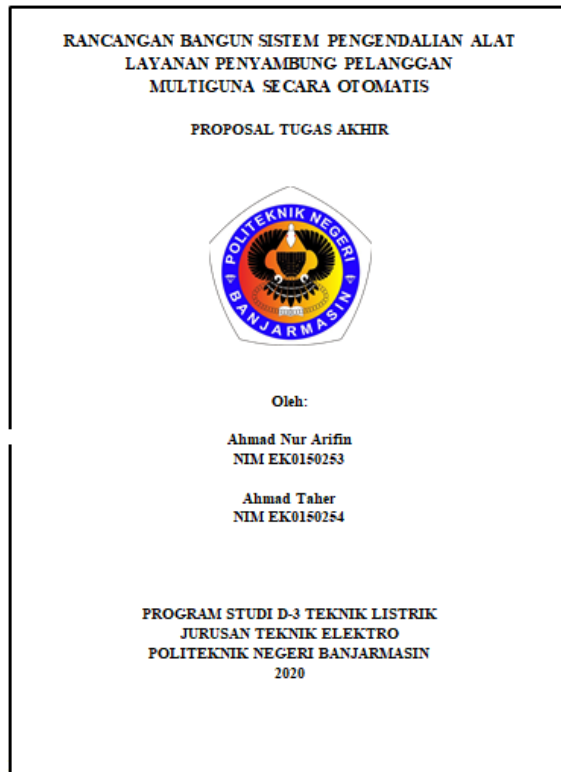 RANCANGAN BANGUN SISTEM PENGENDALIAN ALAT
LAYANAN PENYAMBUNG PELANGGAN
MULTIGUNA SECARA OTOMATIS
PROPOSAL TUGAS AKHIR
POLITEKNIK NEGERI
BANJARMASIN
Oleh:
Ahmad Nur Arifin
NIM EK0150253
Ahmad Taher
NIM EK0150254
PROGRAM STUDI D-3 TEKNIK LISTRIK
JURUSAN TEKNIK ELEKTRO
POLITEKNIK NEGERI BANJARMASIN
2020